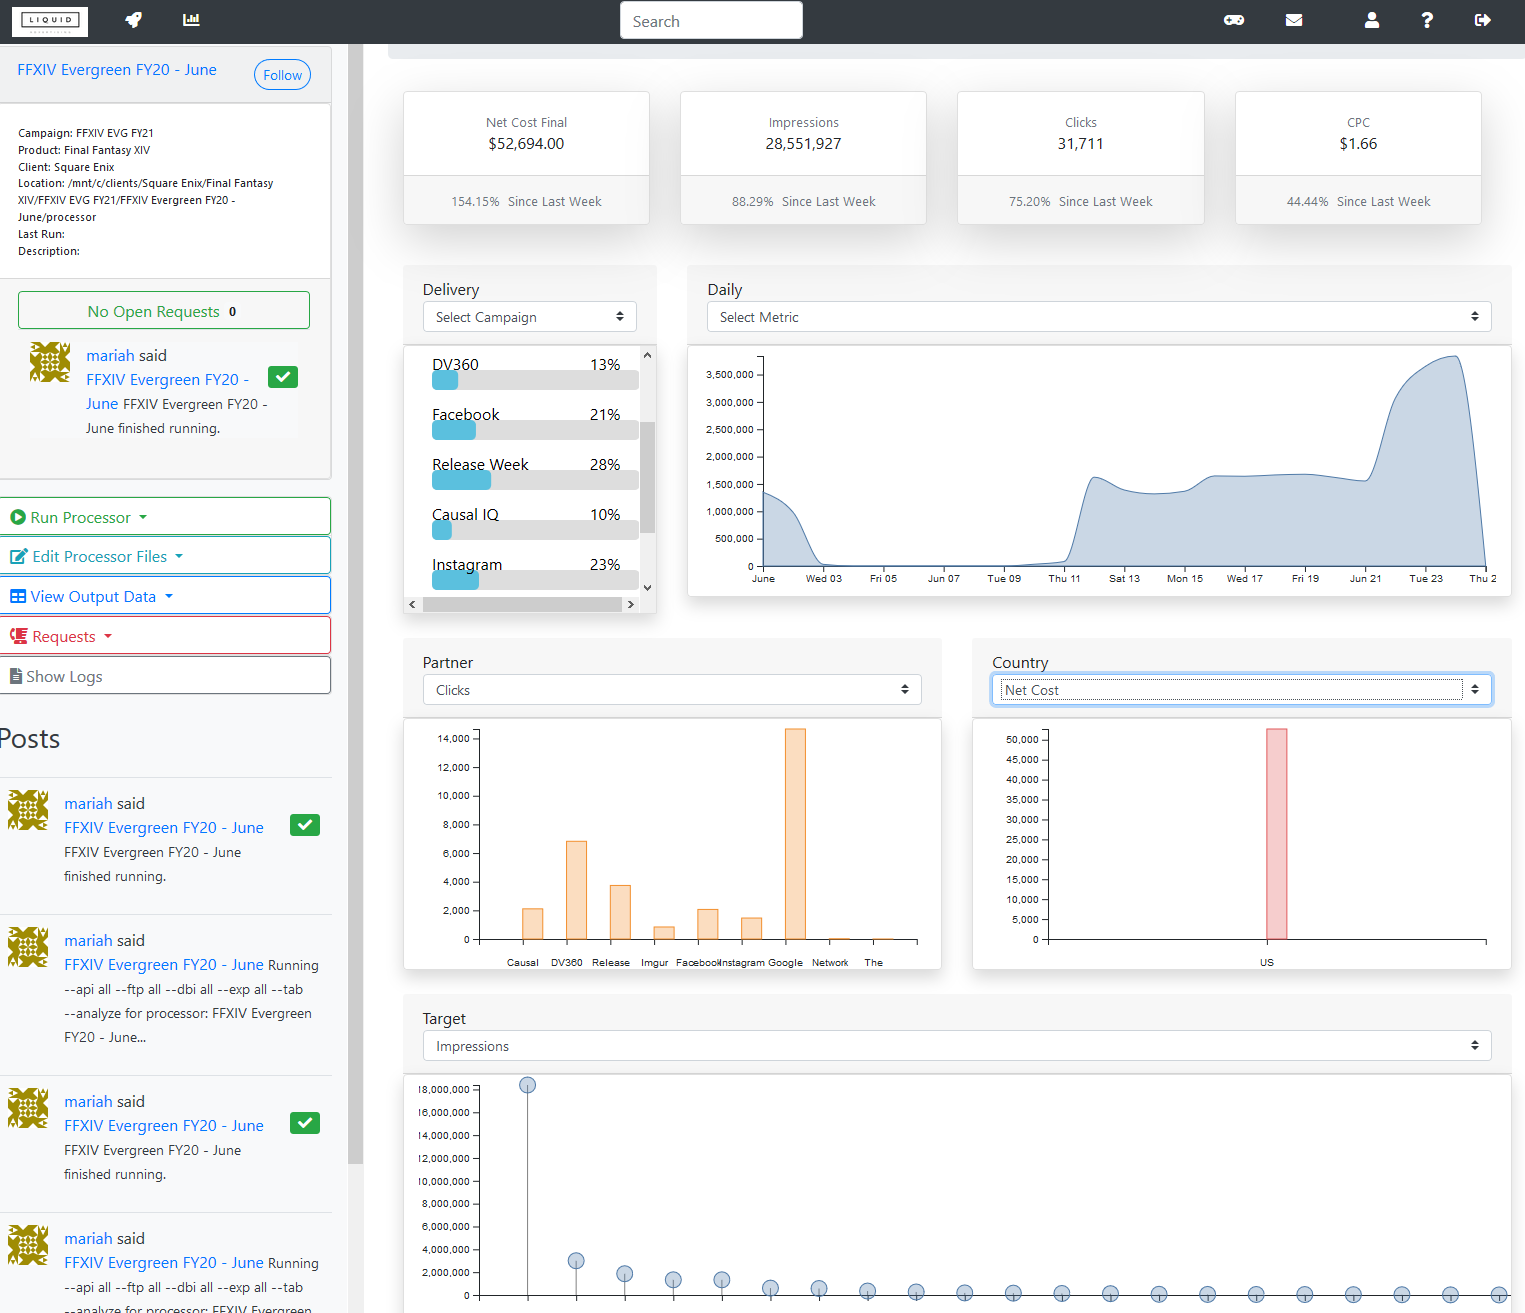 LIQUID
Search
FFXIV Evergreen FY20 - June
Follow
Campaign: FFXIV EVG FY21
Product: Final Fantasy XIV
Client: Square Enix
Location: /mnt/c/clients/Square Enix/Final Fantasy
XIV/FFXIV EVG FY21/FFXIV Evergreen FY20 -
June/processor
Last Run:
Description:
No Open Requests 0
mariah said
FFXIV Evergreen FY20 -
June FFXIV Evergreen FY20 -
June finished running.
Run Processor
Edit Processor Files
View Output Data
Requests
Show Logs
Posts
mariah said
FFXIV Evergreen FY20 - June
FFXIV Evergreen FY20 - June
finished running.
mariah said
FFXIV Evergreen FY20 - June Running
--api all --ftp all --dbi all --exp all --tab
--analyze for processor: FFXIV Evergreen
FY20 - June...
mariah said
FFXIV Evergreen FY20 - June
FFXIV Evergreen FY20 - June
finished running.
mariah said
FFXIV Evergreen FY20 - June Running
--api all --ftp all --dbi all --exp all --tab
--analyze for processor: FFXIV Evergreen
Net Cost Final
$52,694.00
154.15% Since Last Week
Impressions
28,551,927
88.29% Since Last Week
Clicks
31,711
75.20% Since Last Week
CPC
$1.66
44.44% Since Last Week
Delivery
Select Campaign
DV360 13%
Facebook 21%
Release Week 28%
Causal IQ 10%
Instagram 23%
Daily
Select Metric
3,500,000
3,000,000
2,500,000
2,000,000
1,500,000
1,000,000
500,000
0
June Wed 03 Fri 05 Jun 07 Tue 09 Thu 11 Sat 13 Mon 15 Wed 17 Fri 19 Jun 21 Tue 23 Thu 2
Partner
Clicks
14,000
12,000
10,000
8,000
6,000
4,000
2,000
0
Causal DV360 Release Imgur Facebook Instagram Google Network The
Country
Net Cost
50,000
45,000
40,000
35,000
30,000
25,000
20,000
15,000
10,000
5,000
0
US
Target
Impressions
18,000,000
16,000,000
14,000,000
12,000,000
10,000,000
8,000,000
6,000,000
4,000,000
2,000,000
0